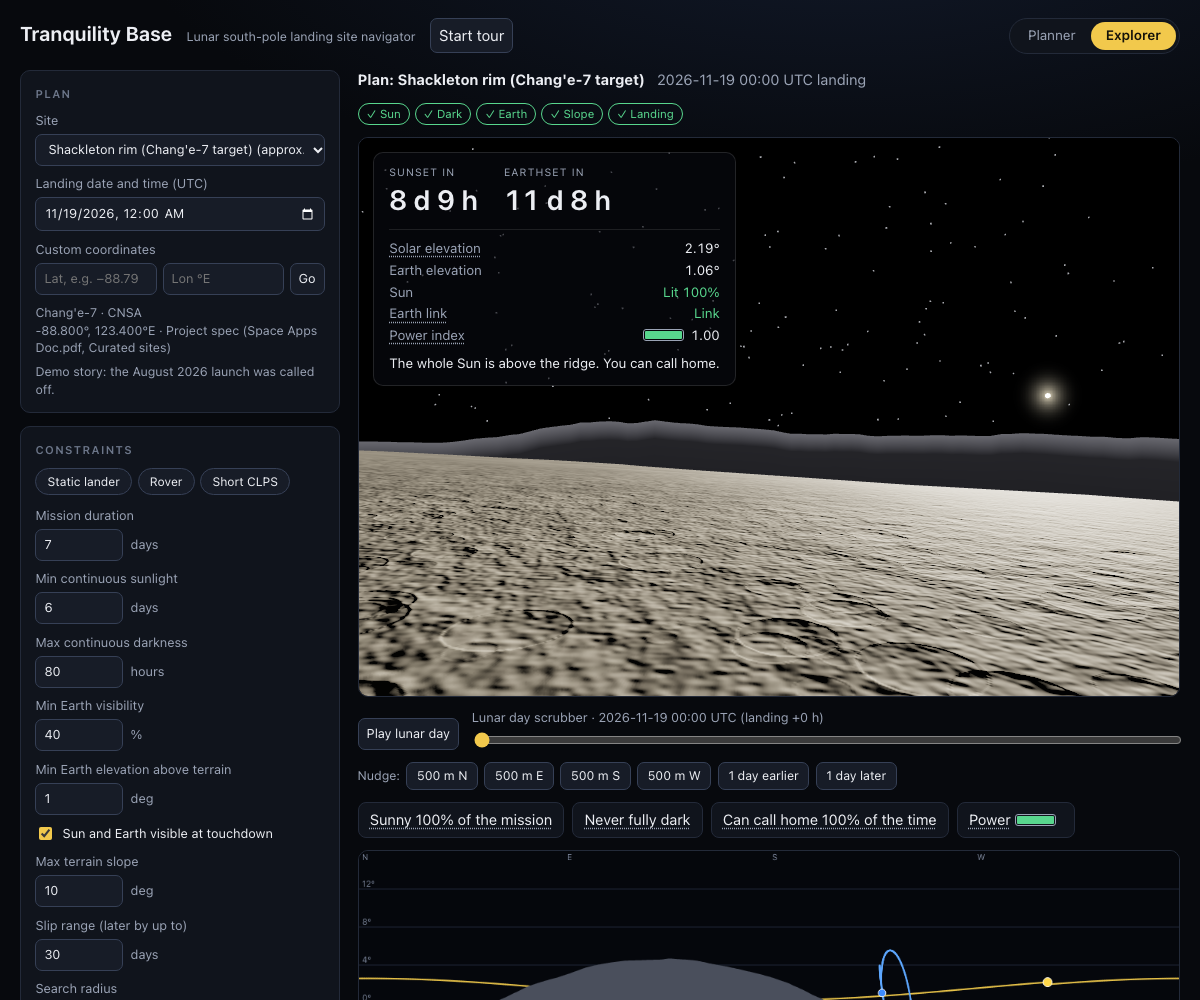 Tranquility Base
Lunar south-pole landing site navigator
Start tour
Planner
Explorer
PLAN
Site
Shackleton rim (Chang'e-7 target) (approx.
Landing date and time (UTC)
11/19/2026, 12:00 AM
Custom coordinates
Lat, e.g. −88.79
Lon °E
Go
Chang'e-7 · CNSA
-88.800°, 123.400°E · Project spec (Space Apps
Doc.pdf, Curated sites)
Demo story: the August 2026 launch was called
off.
CONSTRAINTS
Static lander
Rover
Short CLPS
Mission duration
7 days
Min continuous sunlight
6 days
Max continuous darkness
80 hours
Min Earth visibility
40 %
Min Earth elevation above terrain
1 deg
Sun and Earth visible at touchdown
Max terrain slope
10 deg
Slip range (later by up to)
30 days
Search radius
Plan: Shackleton rim (Chang'e-7 target) 2026-11-19 00:00 UTC landing
✓ Sun
✓ Dark
✓ Earth
✓ Slope
✓ Landing
SUNSET IN
EARTHSET IN
8 d 9 h
11 d 8 h
Solar elevation 2.19°
Earth elevation 1.06°
Sun Lit 100%
Earth link Link
Power index 1.00
The whole Sun is above the ridge. You can call home.
Play lunar day
Lunar day scrubber · 2026-11-19 00:00 UTC (landing +0 h)
Nudge:
500 m N
500 m E
500 m S
500 m W
1 day earlier
1 day later
Sunny 100% of the mission
Never fully dark
Can call home 100% of the time
Power
N
E
S
W
12°
8°
4°
0°